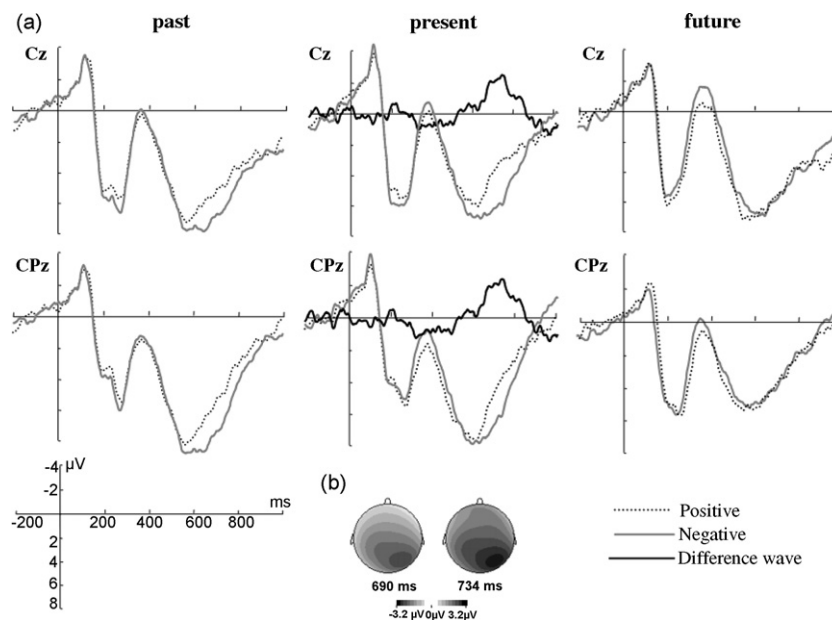 (a)
past present future
Cz Cz Cz
CPz CPz CPz
-4 μV
-2
ms
-200 200 400 600 800
2
4
6
8
(b)
690 ms 734 ms
-3.2 μV 0μV 3.2μV
Positive
Negative
Difference wave